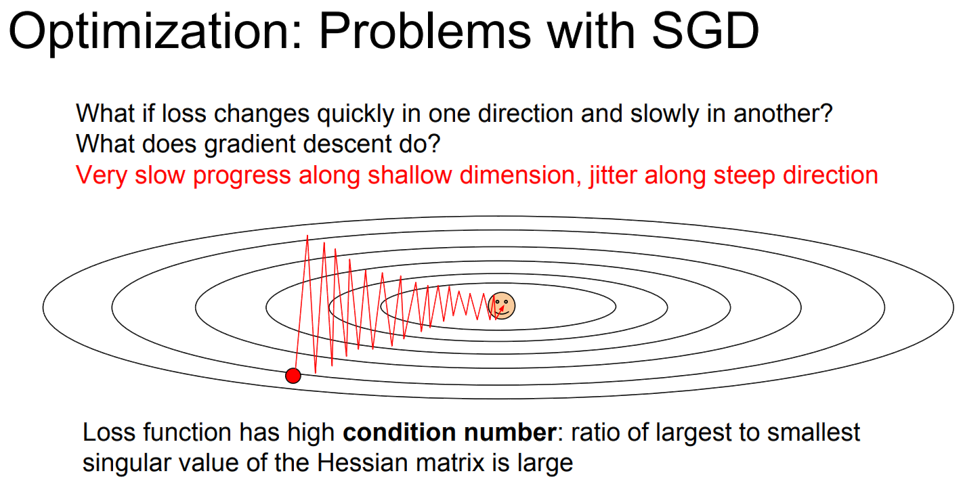 Optimization: Problems with SGD
What if loss changes quickly in one direction and slowly in another?
What does gradient descent do?
Very slow progress along shallow dimension, jitter along steep direction
Loss function has high condition number: ratio of largest to smallest
singular value of the Hessian matrix is large